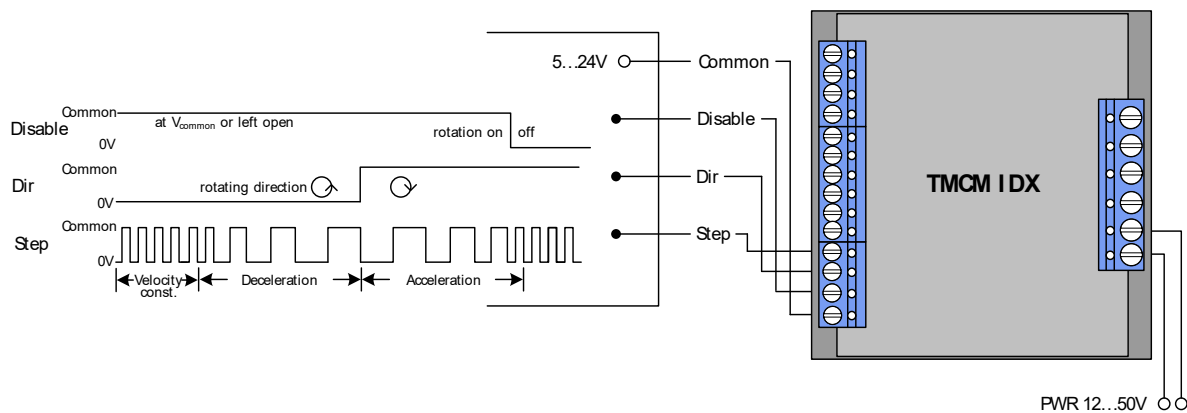 5...24V
Common
Common
at Vcommon or left open
Disable
Disable
rotation on off
0V
Common
Dir
rotating direction
Dir
TMCM IDX
0V
Common
Step
Step
0V
Velocity const.
Deceleration
Acceleration
PWR 12...50V